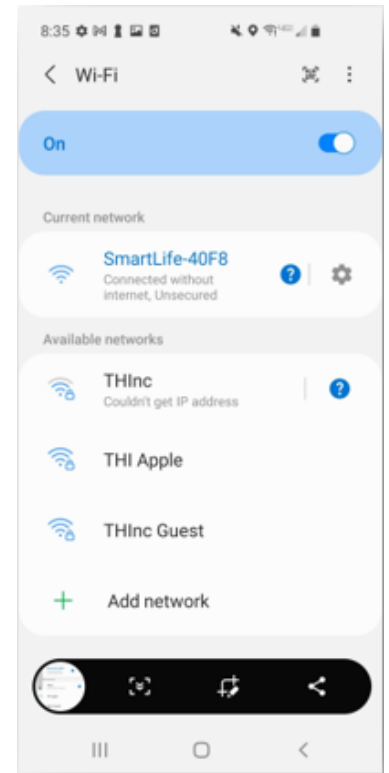 8:35
Wi-Fi
On
Current network
SmartLife-40F8
Connected without
internet, Unsecured
Available networks
THInc
Couldn't get IP address
THI Apple
THInc Guest
Add network